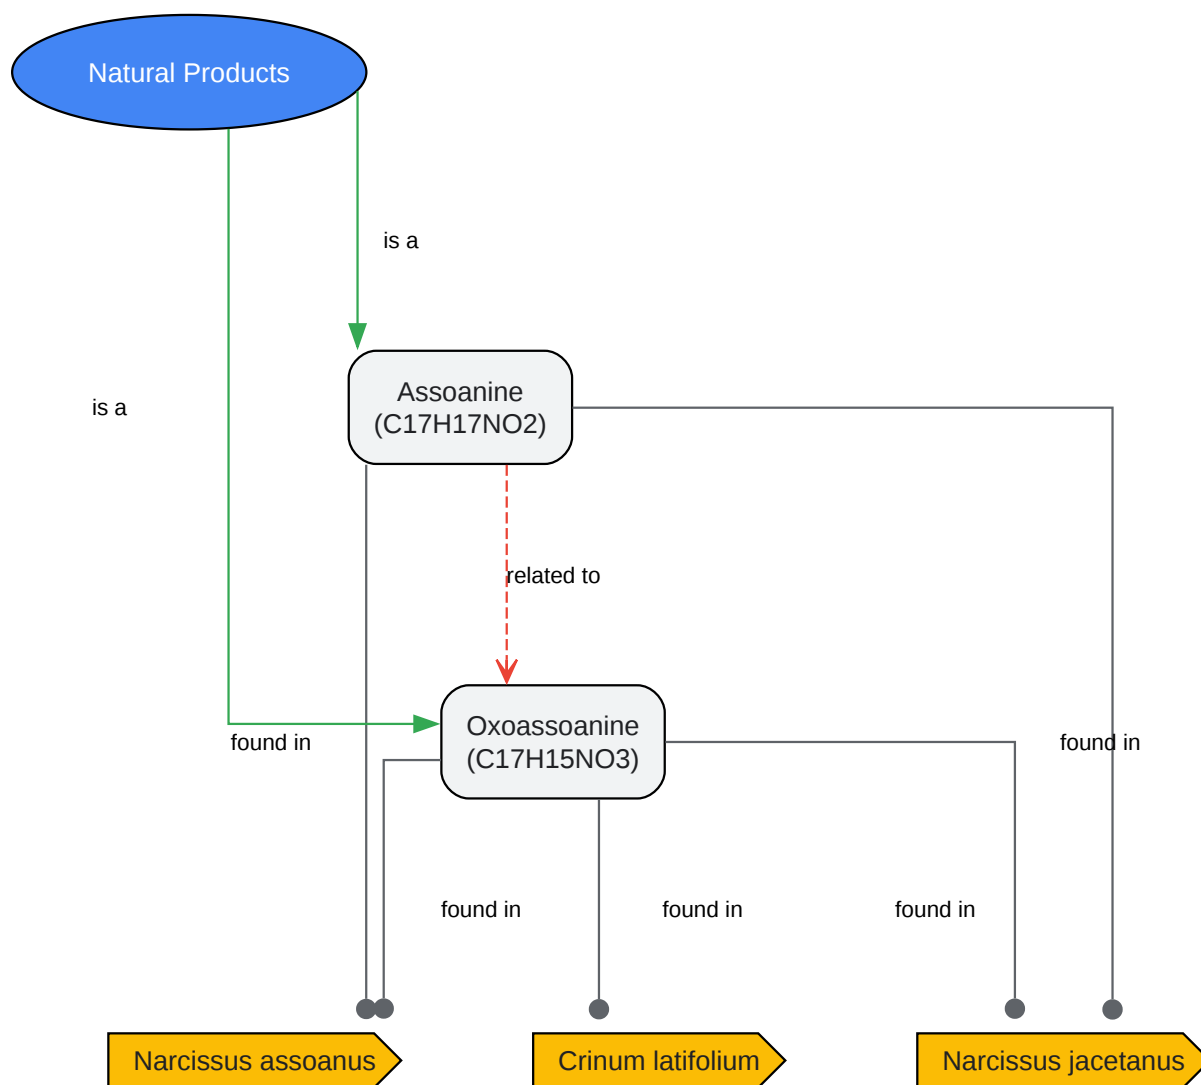 Natural Products
is a
Assoanine
(C17H17NO2)
is a
related to
Oxoassoanine
(C17H15NO3)
found in
found in
found in
found in
found in
Narcissus assoanus
Crinum latifolium
Narcissus jacetanus